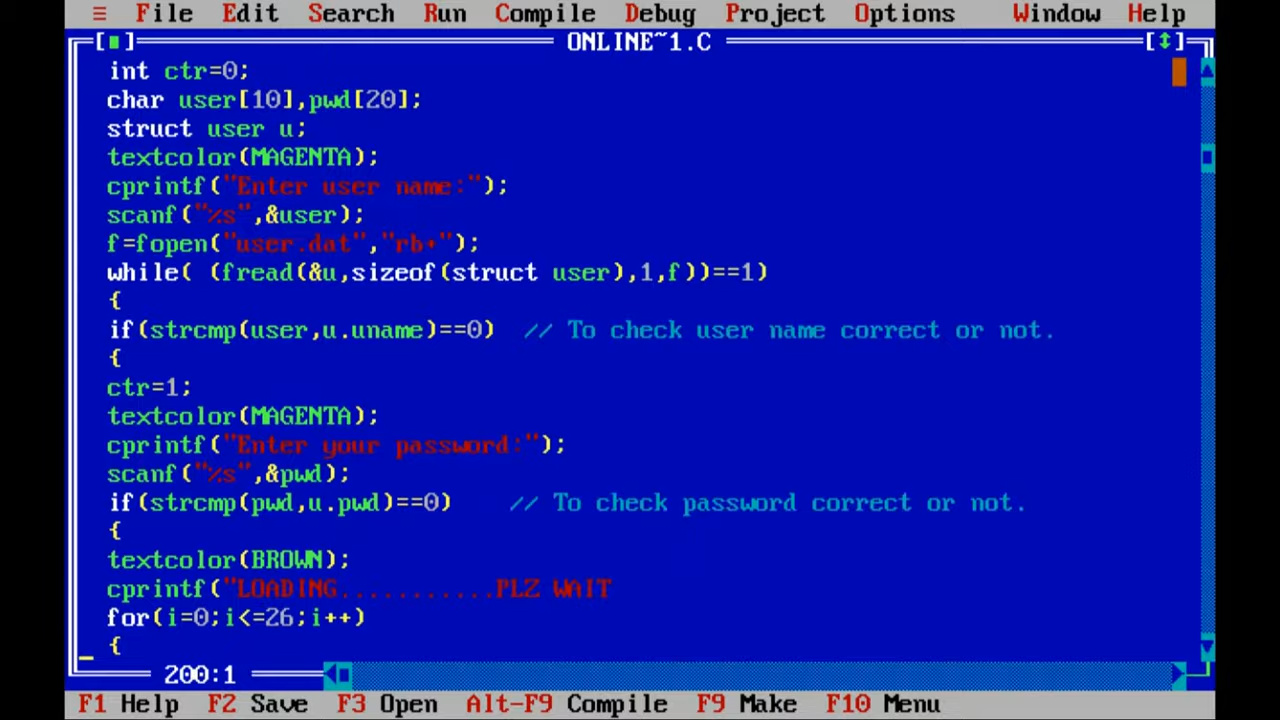 ≡ File Edit Search Run Compile Debug Project Options Window Help
[■] ONLINE~1.C [↕]
int ctr=0;
char user[10],pwd[20];
struct user u;
textcolor(MAGENTA);
cprintf("Enter user name:");
scanf("%s",&user);
f=fopen("user.dat","rb+");
while( (fread(&u,sizeof(struct user),1,f))==1)
{
if(strcmp(user,u.uname)==0) // To check user name correct or not.
{
ctr=1;
textcolor(MAGENTA);
cprintf("Enter your password:");
scanf("%s",&pwd);
if(strcmp(pwd,u.pwd)==0) // To check password correct or not.
{
textcolor(BROWN);
cprintf("LOADING...........PLZ WAIT
for(i=0;i<=26;i++)
{
200:1
F1 Help F2 Save F3 Open Alt-F9 Compile F9 Make F10 Menu